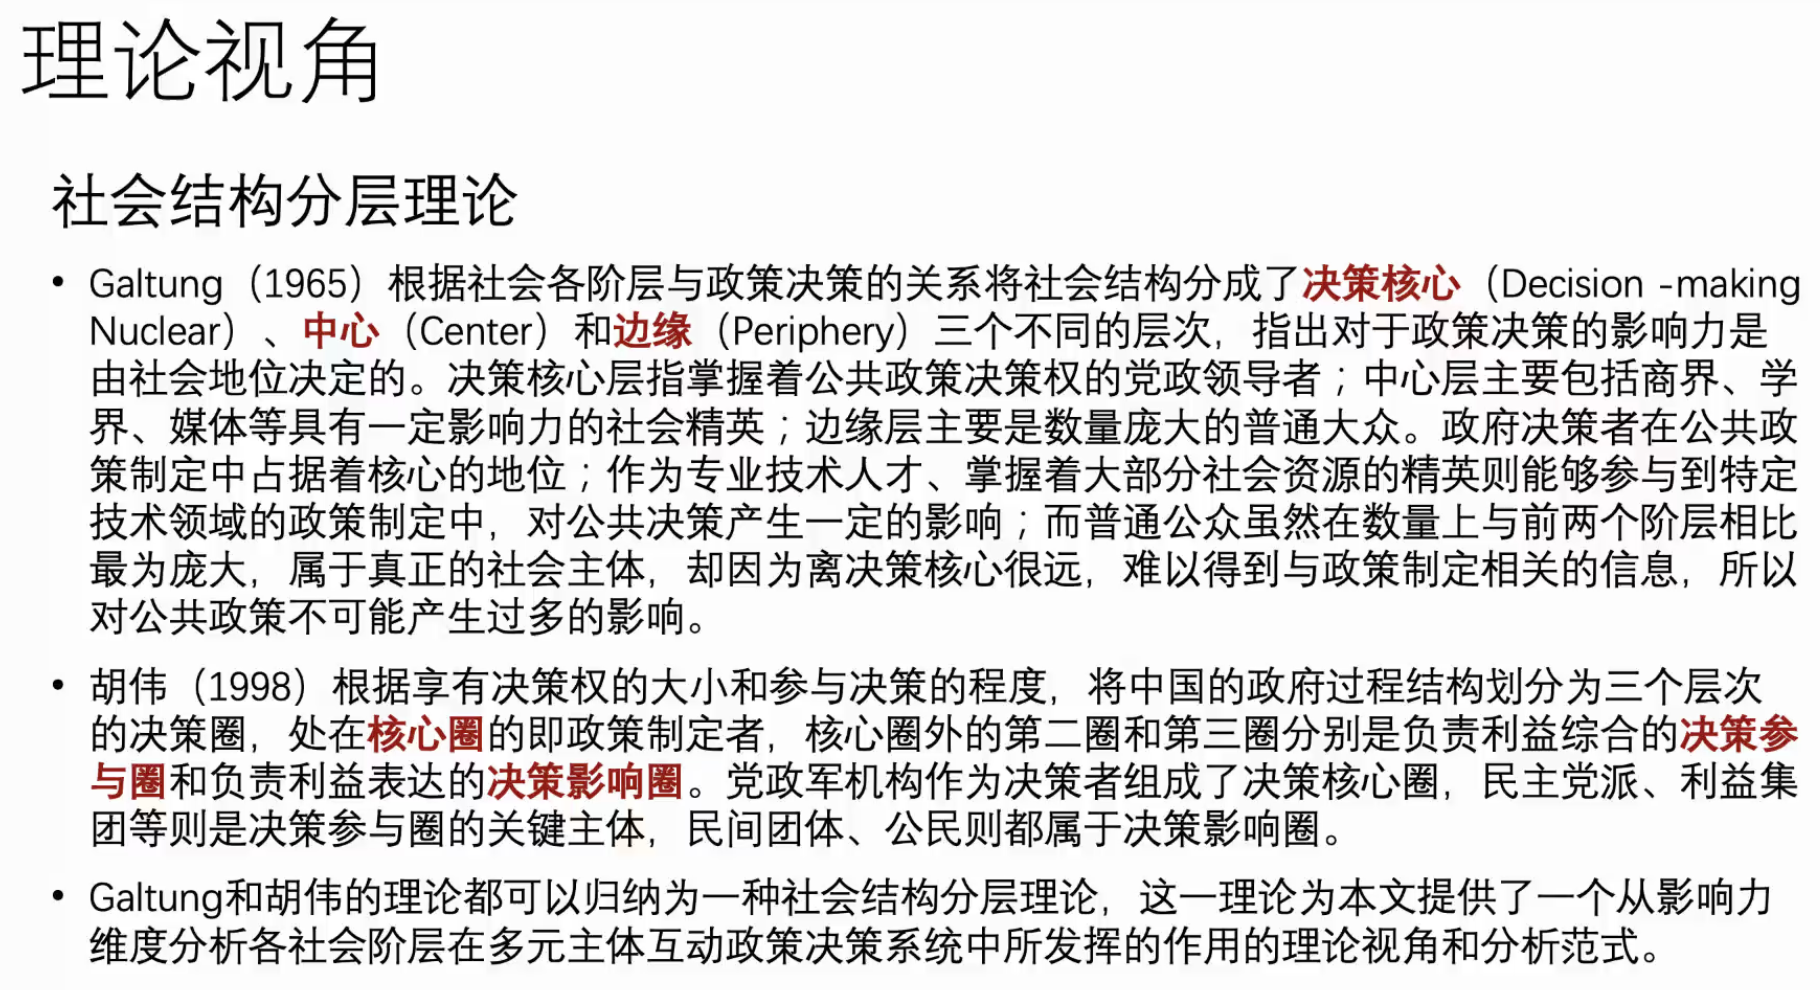 理论视角
社会结构分层理论
• Galtung（1965）根据社会各阶层与政策决策的关系将社会结构分成了决策核心（Decision -making
Nuclear）、中心（Center）和边缘（Periphery）三个不同的层次，指出对于政策决策的影响力是
由社会地位决定的。决策核心层指掌握着公共政策决策权的党政领导者；中心层主要包括商界、学
界、媒体等具有一定影响力的社会精英；边缘层主要是数量庞大的普通大众。政府决策者在公共政
策制定中占据着核心的地位；作为专业技术人才、掌握着大部分社会资源的精英则能够参与到特定
技术领域的政策制定中，对公共决策产生一定的影响；而普通公众虽然在数量上与前两个阶层相比
最为庞大，属于真正的社会主体，却因为离决策核心很远，难以得到与政策制定相关的信息，所以
对公共政策不可能产生过多的影响。
• 胡伟（1998）根据享有决策权的大小和参与决策的程度，将中国的政府过程结构划分为三个层次
的决策圈，处在核心圈的即政策制定者，核心圈外的第二圈和第三圈分别是负责利益综合的决策参
与圈和负责利益表达的决策影响圈。党政军机构作为决策者组成了决策核心圈，民主党派、利益集
团等则是决策参与圈的关键主体，民间团体、公民则都属于决策影响圈。
• Galtung和胡伟的理论都可以归纳为一种社会结构分层理论，这一理论为本文提供了一个从影响力
维度分析各社会阶层在多元主体互动政策决策系统中所发挥的作用的理论视角和分析范式。